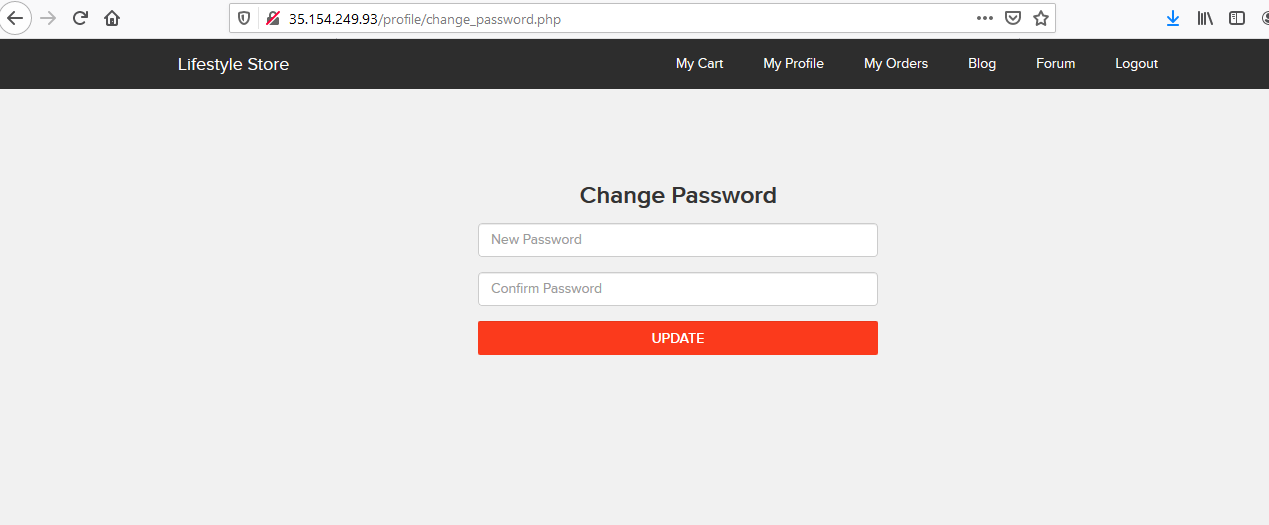 35.154.249.93/profile/change_password.php
Lifestyle Store My Cart My Profile My Orders Blog Forum Logout
Change Password
New Password
Confirm Password
UPDATE